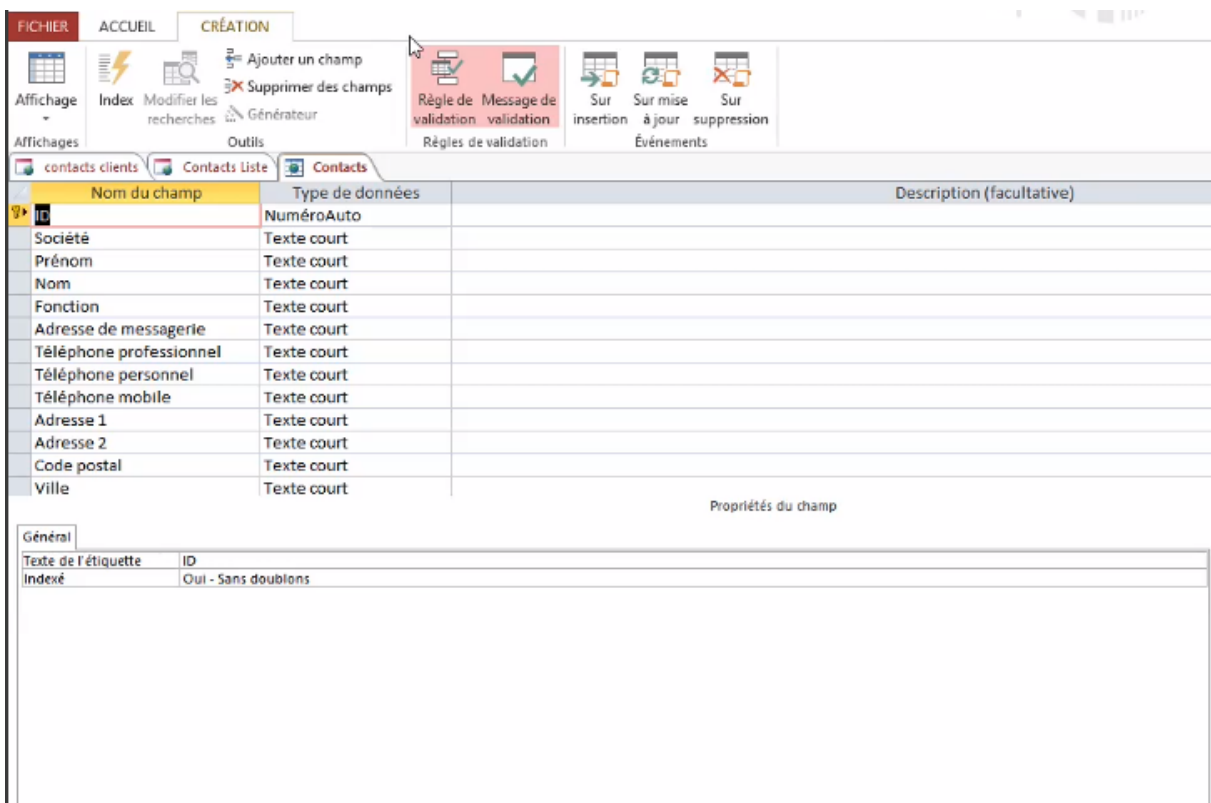 FICHIER ACCUEIL CRÉATION
Ajouter un champ
Supprimer des champs
Générateur
Affichage
Index
Modifier les recherches
Règle de validation
Message de validation
Sur insertion
Sur mise à jour
Sur suppression
Affichages Outils Règles de validation Événements
contacts clients Contacts Liste Contacts
Nom du champ Type de données Description (facultative)
ID NuméroAuto
Société Texte court
Prénom Texte court
Nom Texte court
Fonction Texte court
Adresse de messagerie Texte court
Téléphone professionnel Texte court
Téléphone personnel Texte court
Téléphone mobile Texte court
Adresse 1 Texte court
Adresse 2 Texte court
Code postal Texte court
Ville Texte court
Propriétés du champ
Général
Texte de l'étiquette ID
Indexé Oui - Sans doublons